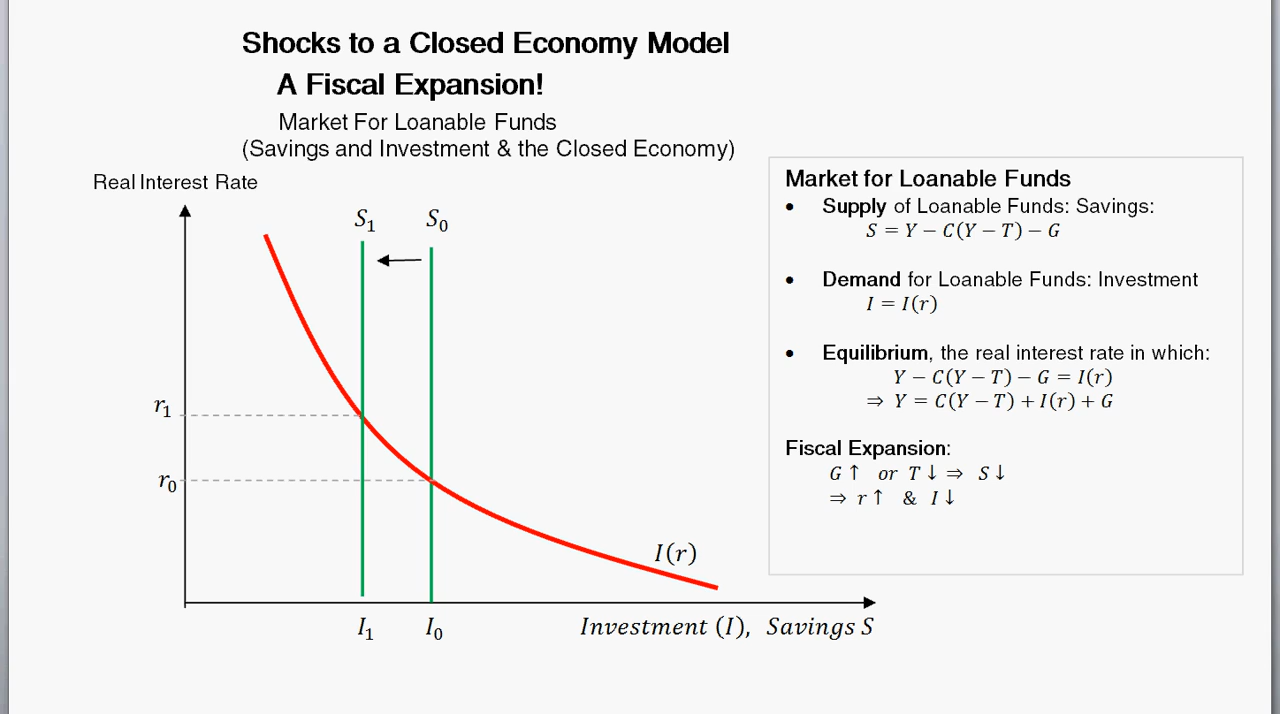 Shocks to a Closed Economy Model
A Fiscal Expansion!
Market For Loanable Funds
(Savings and Investment & the Closed Economy)
Real Interest Rate
S₁
S₀
r₁
r₀
I(r)
I₁
I₀
Investment (I), Savings S
Market for Loanable Funds
• Supply of Loanable Funds: Savings:
S = Y − C(Y − T) − G
• Demand for Loanable Funds: Investment
I = I(r)
• Equilibrium, the real interest rate in which:
Y − C(Y − T) − G = I(r)
⇒ Y = C(Y − T) + I(r) + G
Fiscal Expansion:
G ↑ or T ↓ ⇒ S ↓
⇒ r ↑ & I ↓